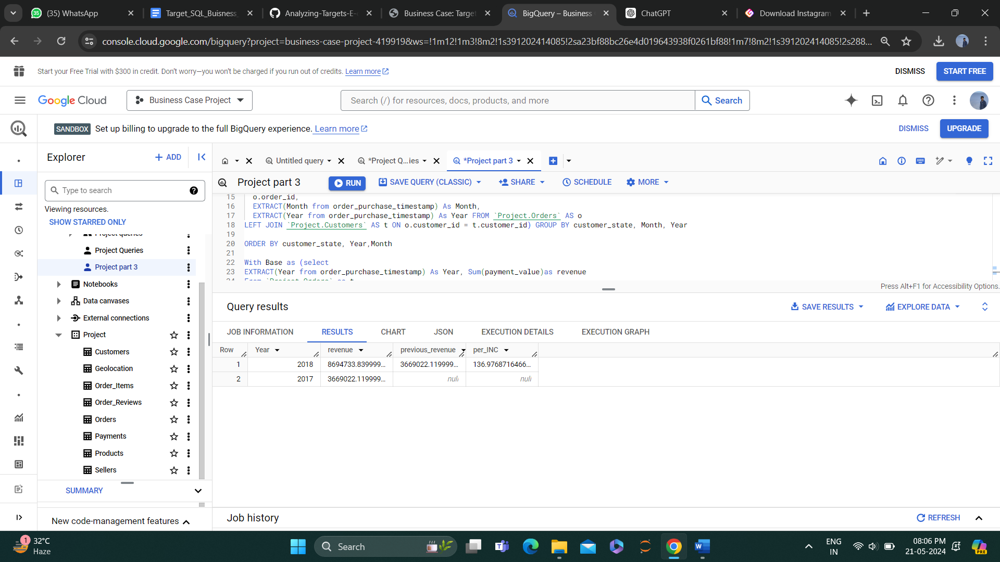 (35) WhatsApp
Target_SQL_Buisness_
Analyzing-Targets-E-c
Business Case: Target
BigQuery – Business
ChatGPT
Download Instagram
console.cloud.google.com/bigquery?project=business-case-project-419919&ws=!1m12!1m3!8m2!1s391202414085!2sa23bf88bc26e4d019643938f0261bf88!1m7!8m2!1s391202414085!2s288...
Start your Free Trial with $300 in credit. Don't worry—you won't be charged if you run out of credits. Learn more
DISMISS
START FREE
Google Cloud
Business Case Project
Search (/) for resources, docs, products, and more
Search
SANDBOX Set up billing to upgrade to the full BigQuery experience. Learn more
DISMISS
UPGRADE
Explorer
+ ADD
Untitled query
*Project Q...ies
*Project part 3
Type to search
Viewing resources.
SHOW STARRED ONLY
Project queries
Project Queries
Project part 3
Notebooks
Data canvases
External connections
Project
Customers
Geolocation
Order_Items
Order_Reviews
Orders
Payments
Products
Sellers
SUMMARY
New code-management features
Project part 3
RUN
SAVE QUERY (CLASSIC)
SHARE
SCHEDULE
MORE
15 o.order_id,
16 EXTRACT(Month from order_purchase_timestamp) As Month,
17 EXTRACT(Year from order_purchase_timestamp) As Year FROM `Project.Orders` AS o
18 LEFT JOIN `Project.Customers` AS t ON o.customer_id = t.customer_id) GROUP BY customer_state, Month, Year
19
20 ORDER BY customer_state, Year,Month
21
22 With Base as (select
23 EXTRACT(Year from order_purchase_timestamp) As Year, Sum(payment_value)as revenue
24 From `Project.Orders` as t
Press Alt+F1 for Accessibility Options.
Query results
SAVE RESULTS
EXPLORE DATA
JOB INFORMATION
RESULTS
CHART
JSON
EXECUTION DETAILS
EXECUTION GRAPH
Row Year revenue previous_revenue per_INC
1 2018 8694733.839999... 3669022.119999... 136.9768716466...
2 2017 3669022.119999... null null
Job history
REFRESH
1
32°C
Haze
Search
ENG
IN
08:06 PM
21-05-2024
PRE